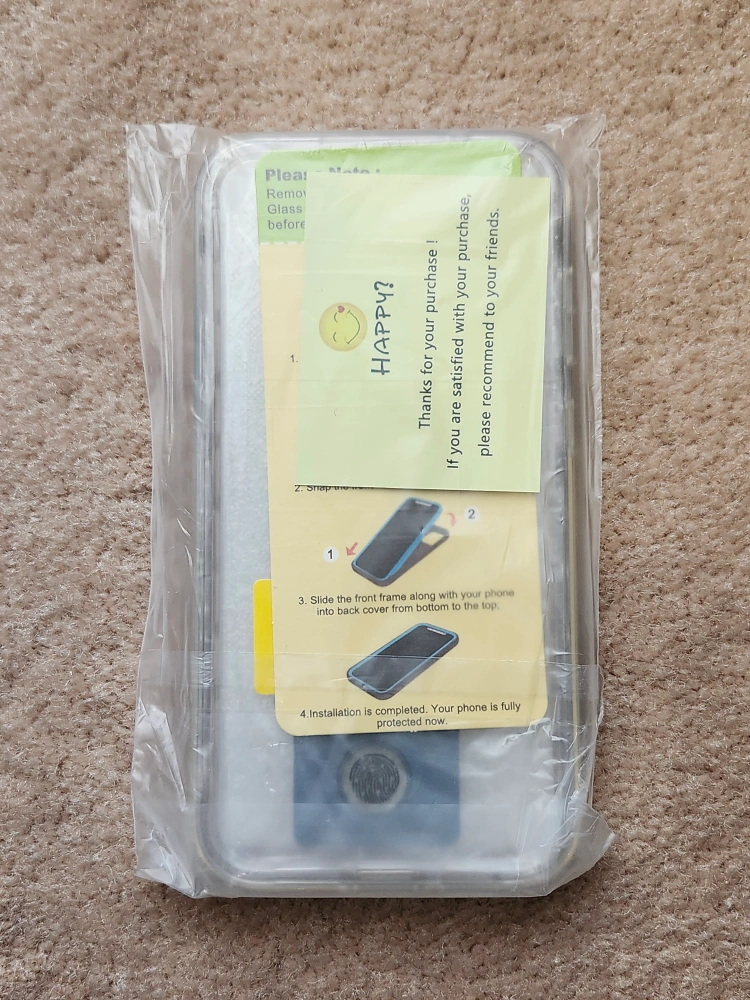 Please Note :
Remov
Glass
before
HAPPY?
Thanks for your purchase !
If you are satisfied with your purchase,
please recommend to your friends.
1.
2. Snap the
1
2
3. Slide the front frame along with your phone
into back cover from bottom to the top.
4.Installation is completed. Your phone is fully
protected now.